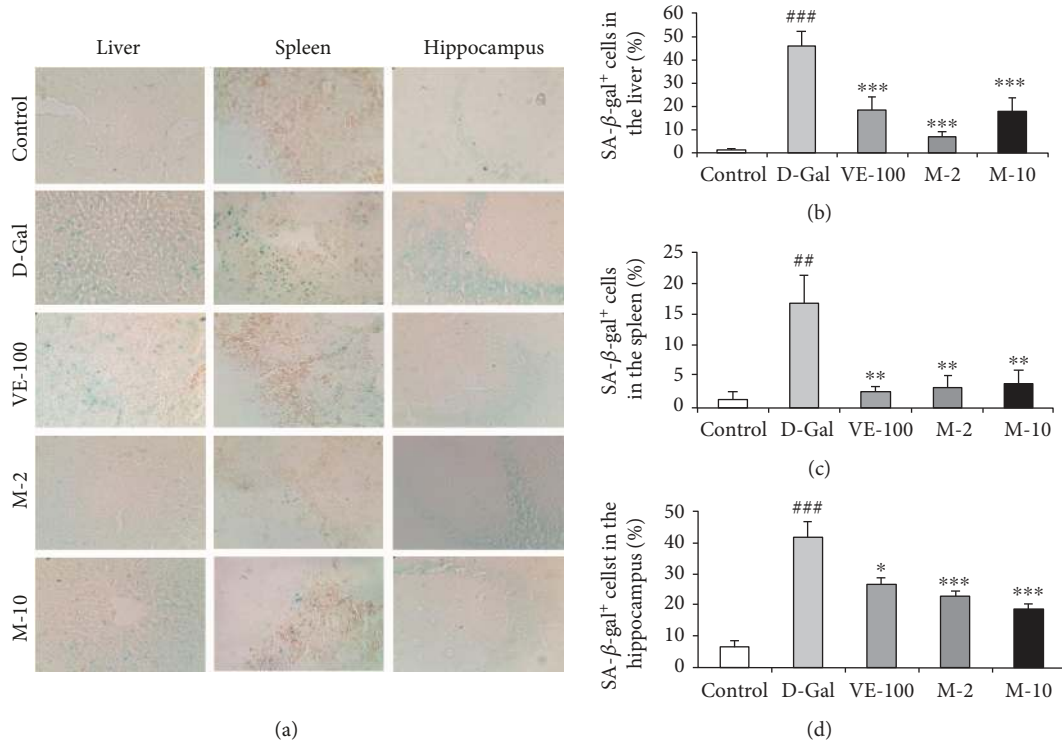 Liver Spleen Hippocampus
Control
D-Gal
VE-100
M-2
M-10
(a)
SA-β-gal⁺ cells in
the liver (%)
60
50
40
30
20
10
0
###
***
***
***
Control D-Gal VE-100 M-2 M-10
(b)
SA-β-gal⁺ cells
in the spleen (%)
25
20
15
10
5
0
##
**
**
**
Control D-Gal VE-100 M-2 M-10
(c)
SA-β-gal⁺ cellst in the
hippocampus (%)
50
40
30
20
10
0
###
*
***
***
Control D-Gal VE-100 M-2 M-10
(d)